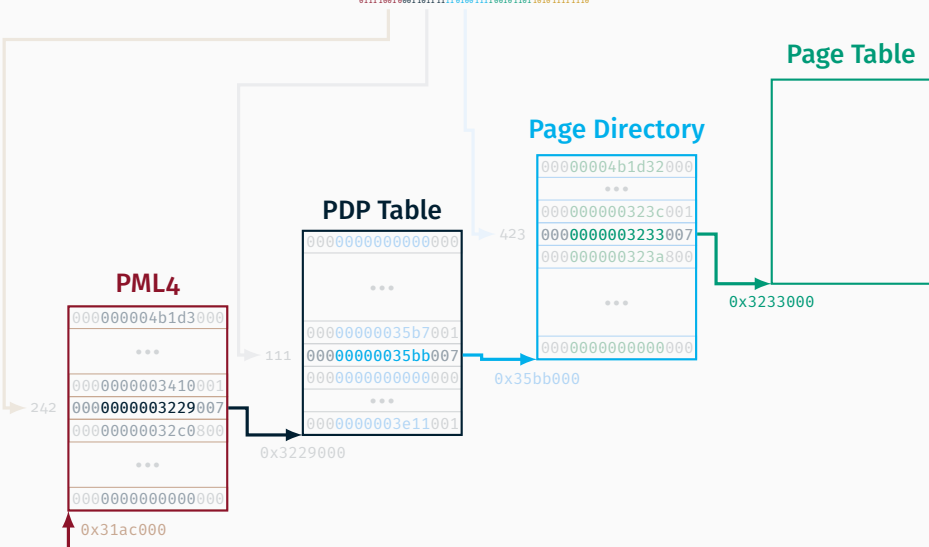 Page Table
Page Directory
00000004b1d32000
...
000000000323c001
423
0000000003233007
000000000323a800
...
0000000000000000
0x3233000
0x35bb000
PDP Table
0000000000000000
...
00000000035b7001
111
00000000035bb007
0000000000000000
...
0000000003e11001
0x3229000
PML4
000000004b1d3000
...
0000000003410001
242
0000000003229007
00000000032c0800
...
0000000000000000
0x31ac000